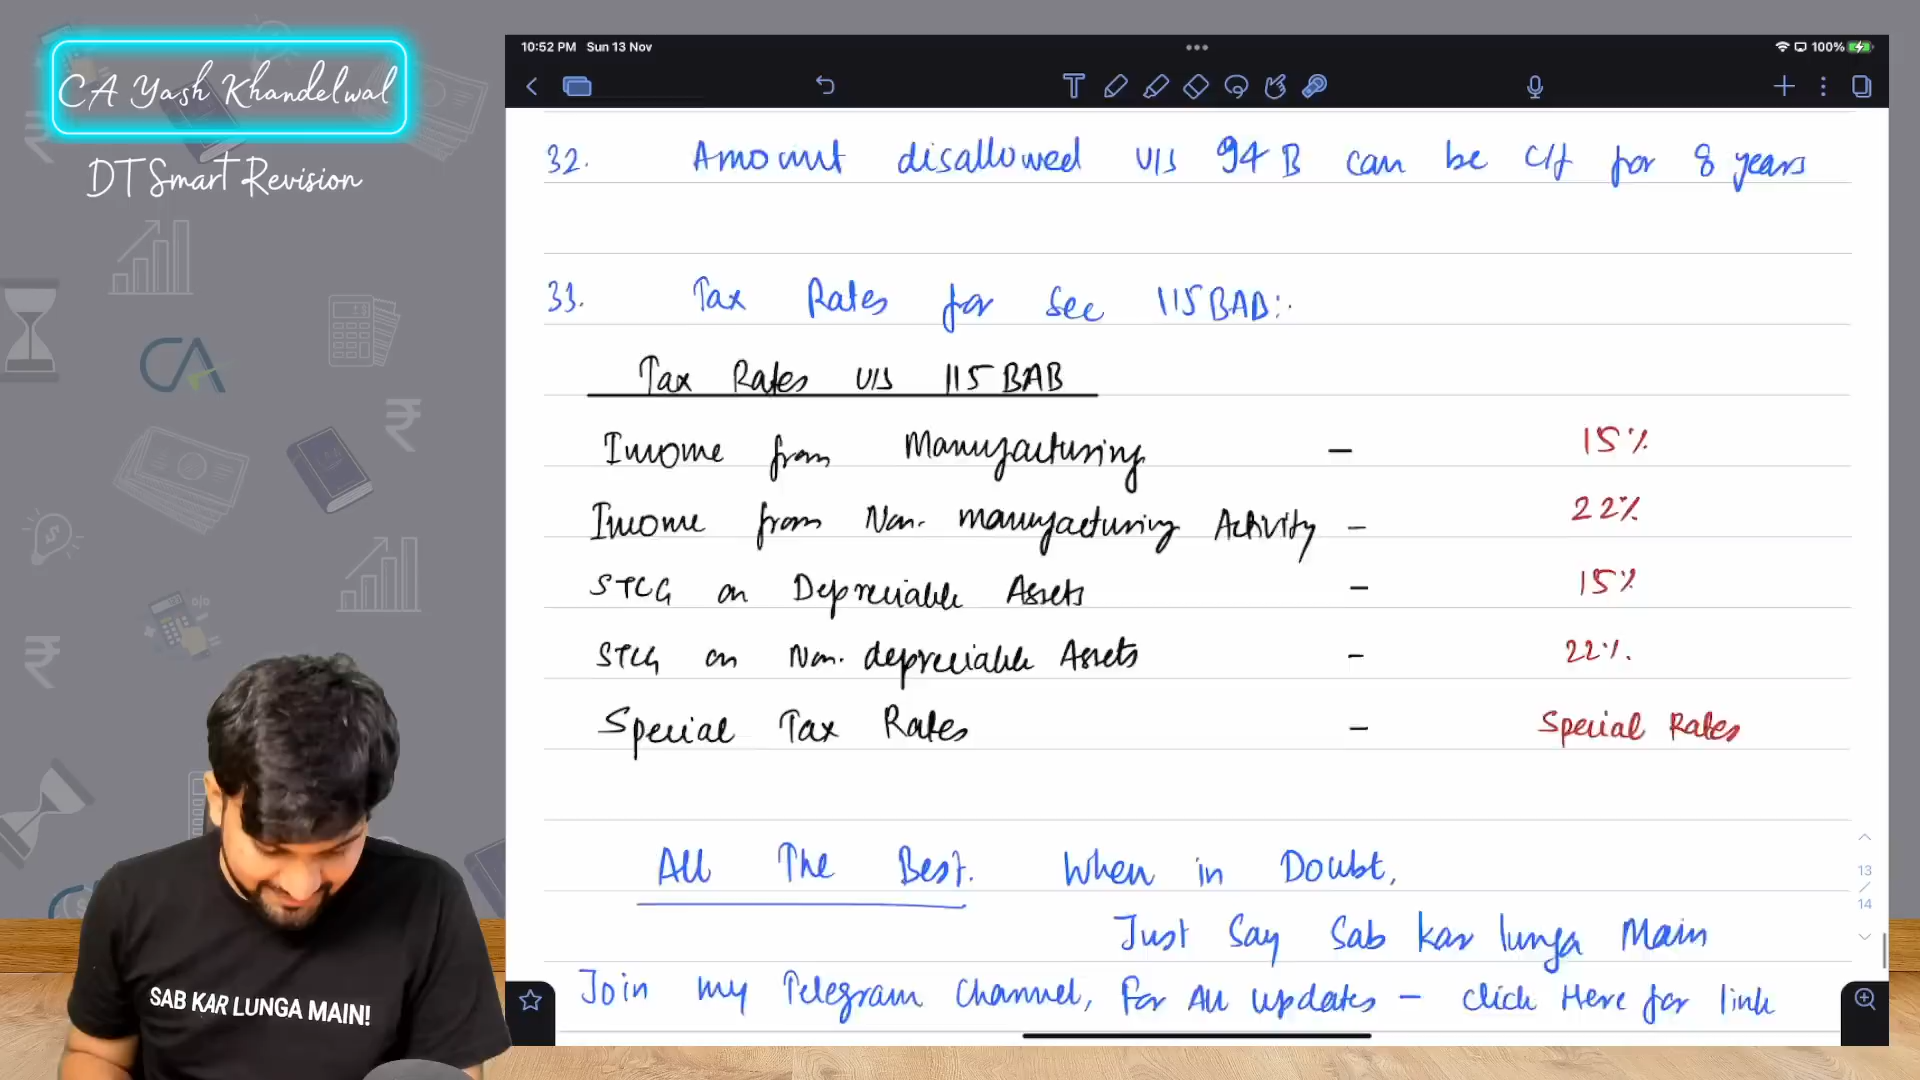 CA Yash Khandelwal
DT Smart Revision
10:52 PM Sun 13 Nov
100%
32. Amount disallowed u/s 94 B can be c/f for 8 years
33. Tax Rates for Sec 115BAB:-
Tax Rates u/s 115 BAB
Income from Manufacturing - 15%
Income from Non-manufacturing Activity - 22%
STCG on Depreciable Assets - 15%
STCG on Non-depreciable Assets - 22%.
Special Tax Rates - Special Rates
All The Best. When in Doubt,
Just Say Sab kar lunga Main
Join my Telegram Channel, For All updates - click Here for link
13
/
14
SAB KAR LUNGA MAIN!
CA